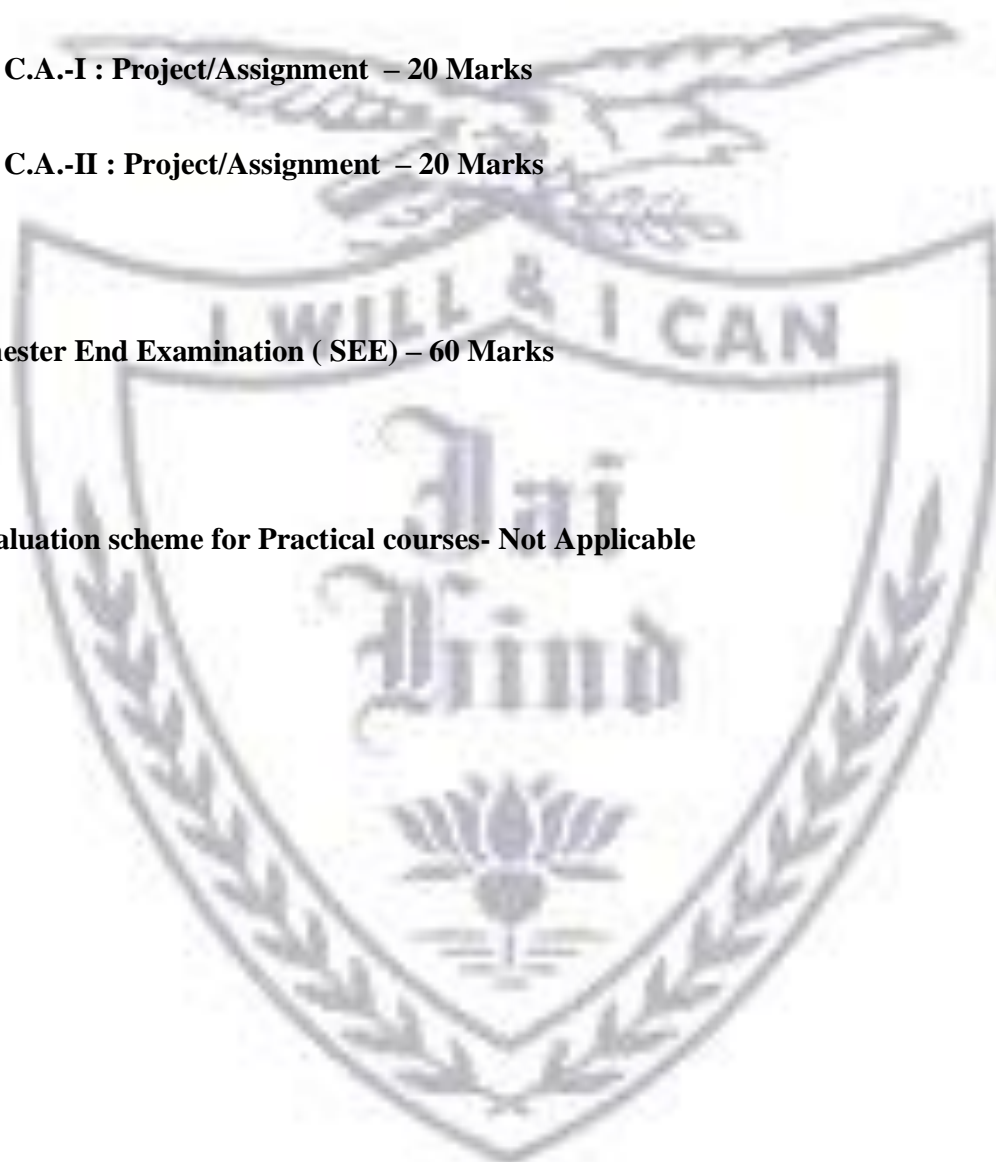 C.A.-I : Project/Assignment – 20 Marks
C.A.-II : Project/Assignment – 20 Marks
I WILL & I CAN
nester End Examination ( SEE) – 60 Marks
Jai
aluation scheme for Practical courses- Not Applicable
Hind